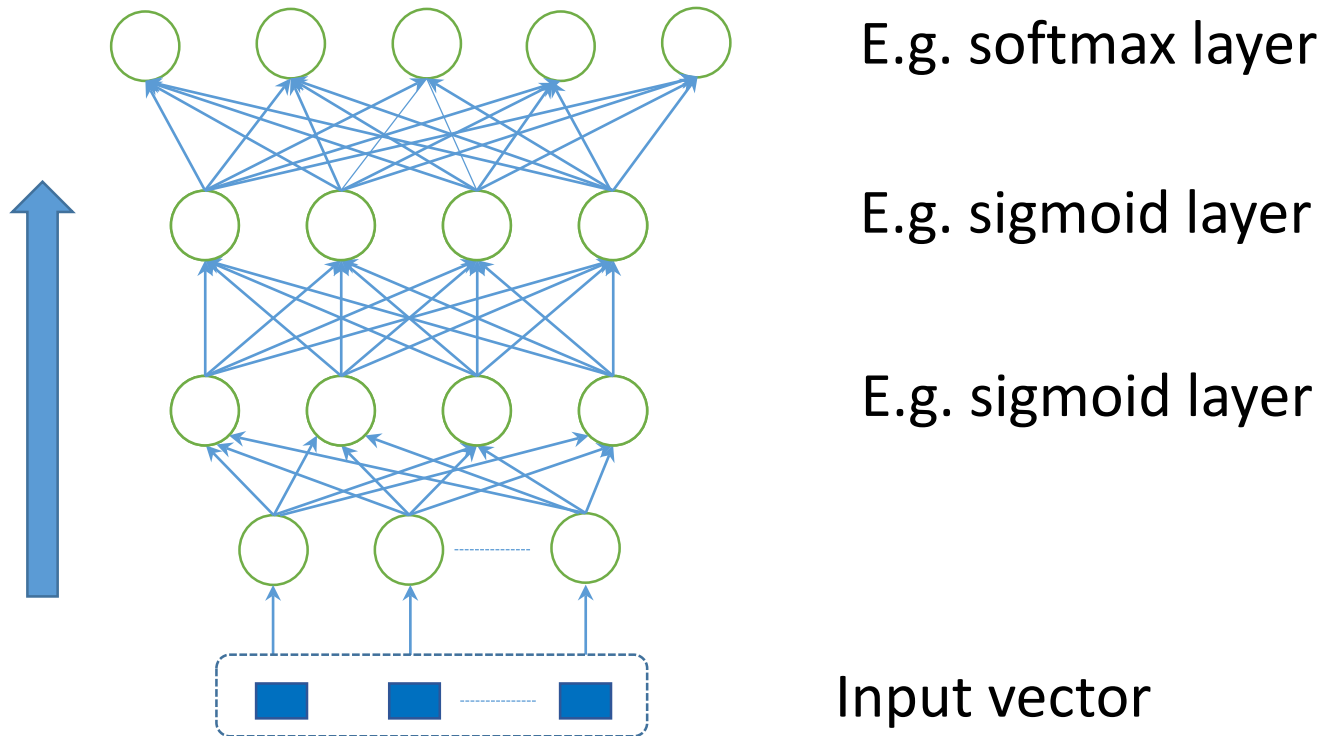 E.g. softmax layer
E.g. sigmoid layer
E.g. sigmoid layer
Input vector